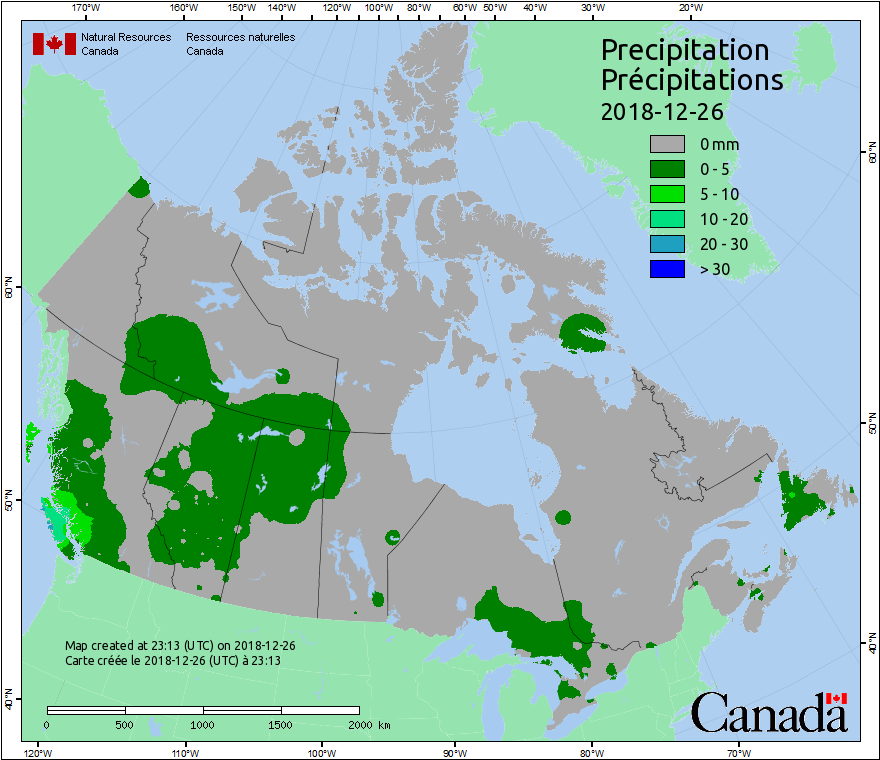 170°W 160°W 150°W 140°W 130°W 120°W 110°W 100°W 90°W 80°W 60°W 50°W 40°W 30°W 20°W
Natural Resources Ressources naturelles
Canada Canada
Precipitation
Précipitations
2018-12-26
0 mm
0 - 5
5 - 10
10 - 20
20 - 30
> 30
60°N
60°N
50°N
50°N
40°N
40°N
Map created at 23:13 (UTC) on 2018-12-26
Carte créée le 2018-12-26 (UTC) à 23:13
0 500 1000 1500 2000 km
Canada
120°W 110°W 100°W 90°W 80°W 70°W